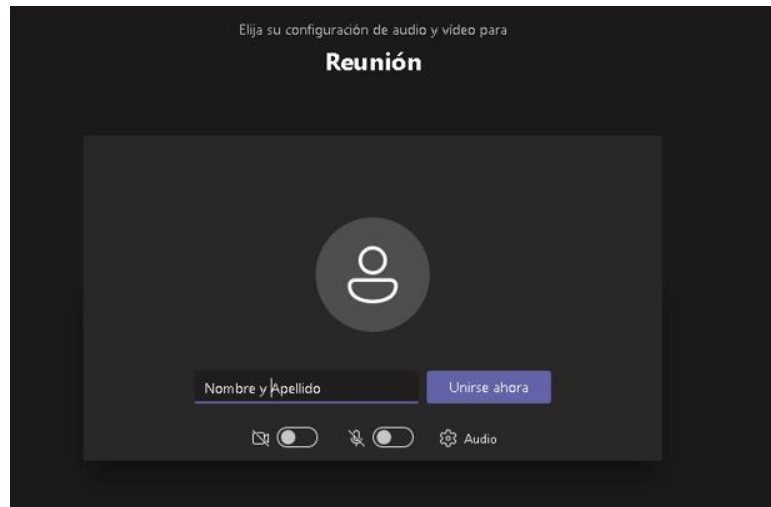 Elija su configuración de audio y vídeo para
Reunión
Nombre y Apellido
Unirse ahora
Audio